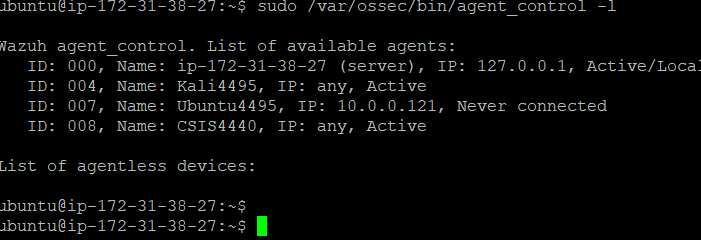 ubuntu@ip-172-31-38-27:~$ sudo /var/ossec/bin/agent_control -l
Wazuh agent_control. List of available agents:
ID: 000, Name: ip-172-31-38-27 (server), IP: 127.0.0.1, Active/Loca
ID: 004, Name: Kali4495, IP: any, Active
ID: 007, Name: Ubuntu4495, IP: 10.0.0.121, Never connected
ID: 008, Name: CSIS4440, IP: any, Active
List of agentless devices:
ubuntu@ip-172-31-38-27:~$
ubuntu@ip-172-31-38-27:~$